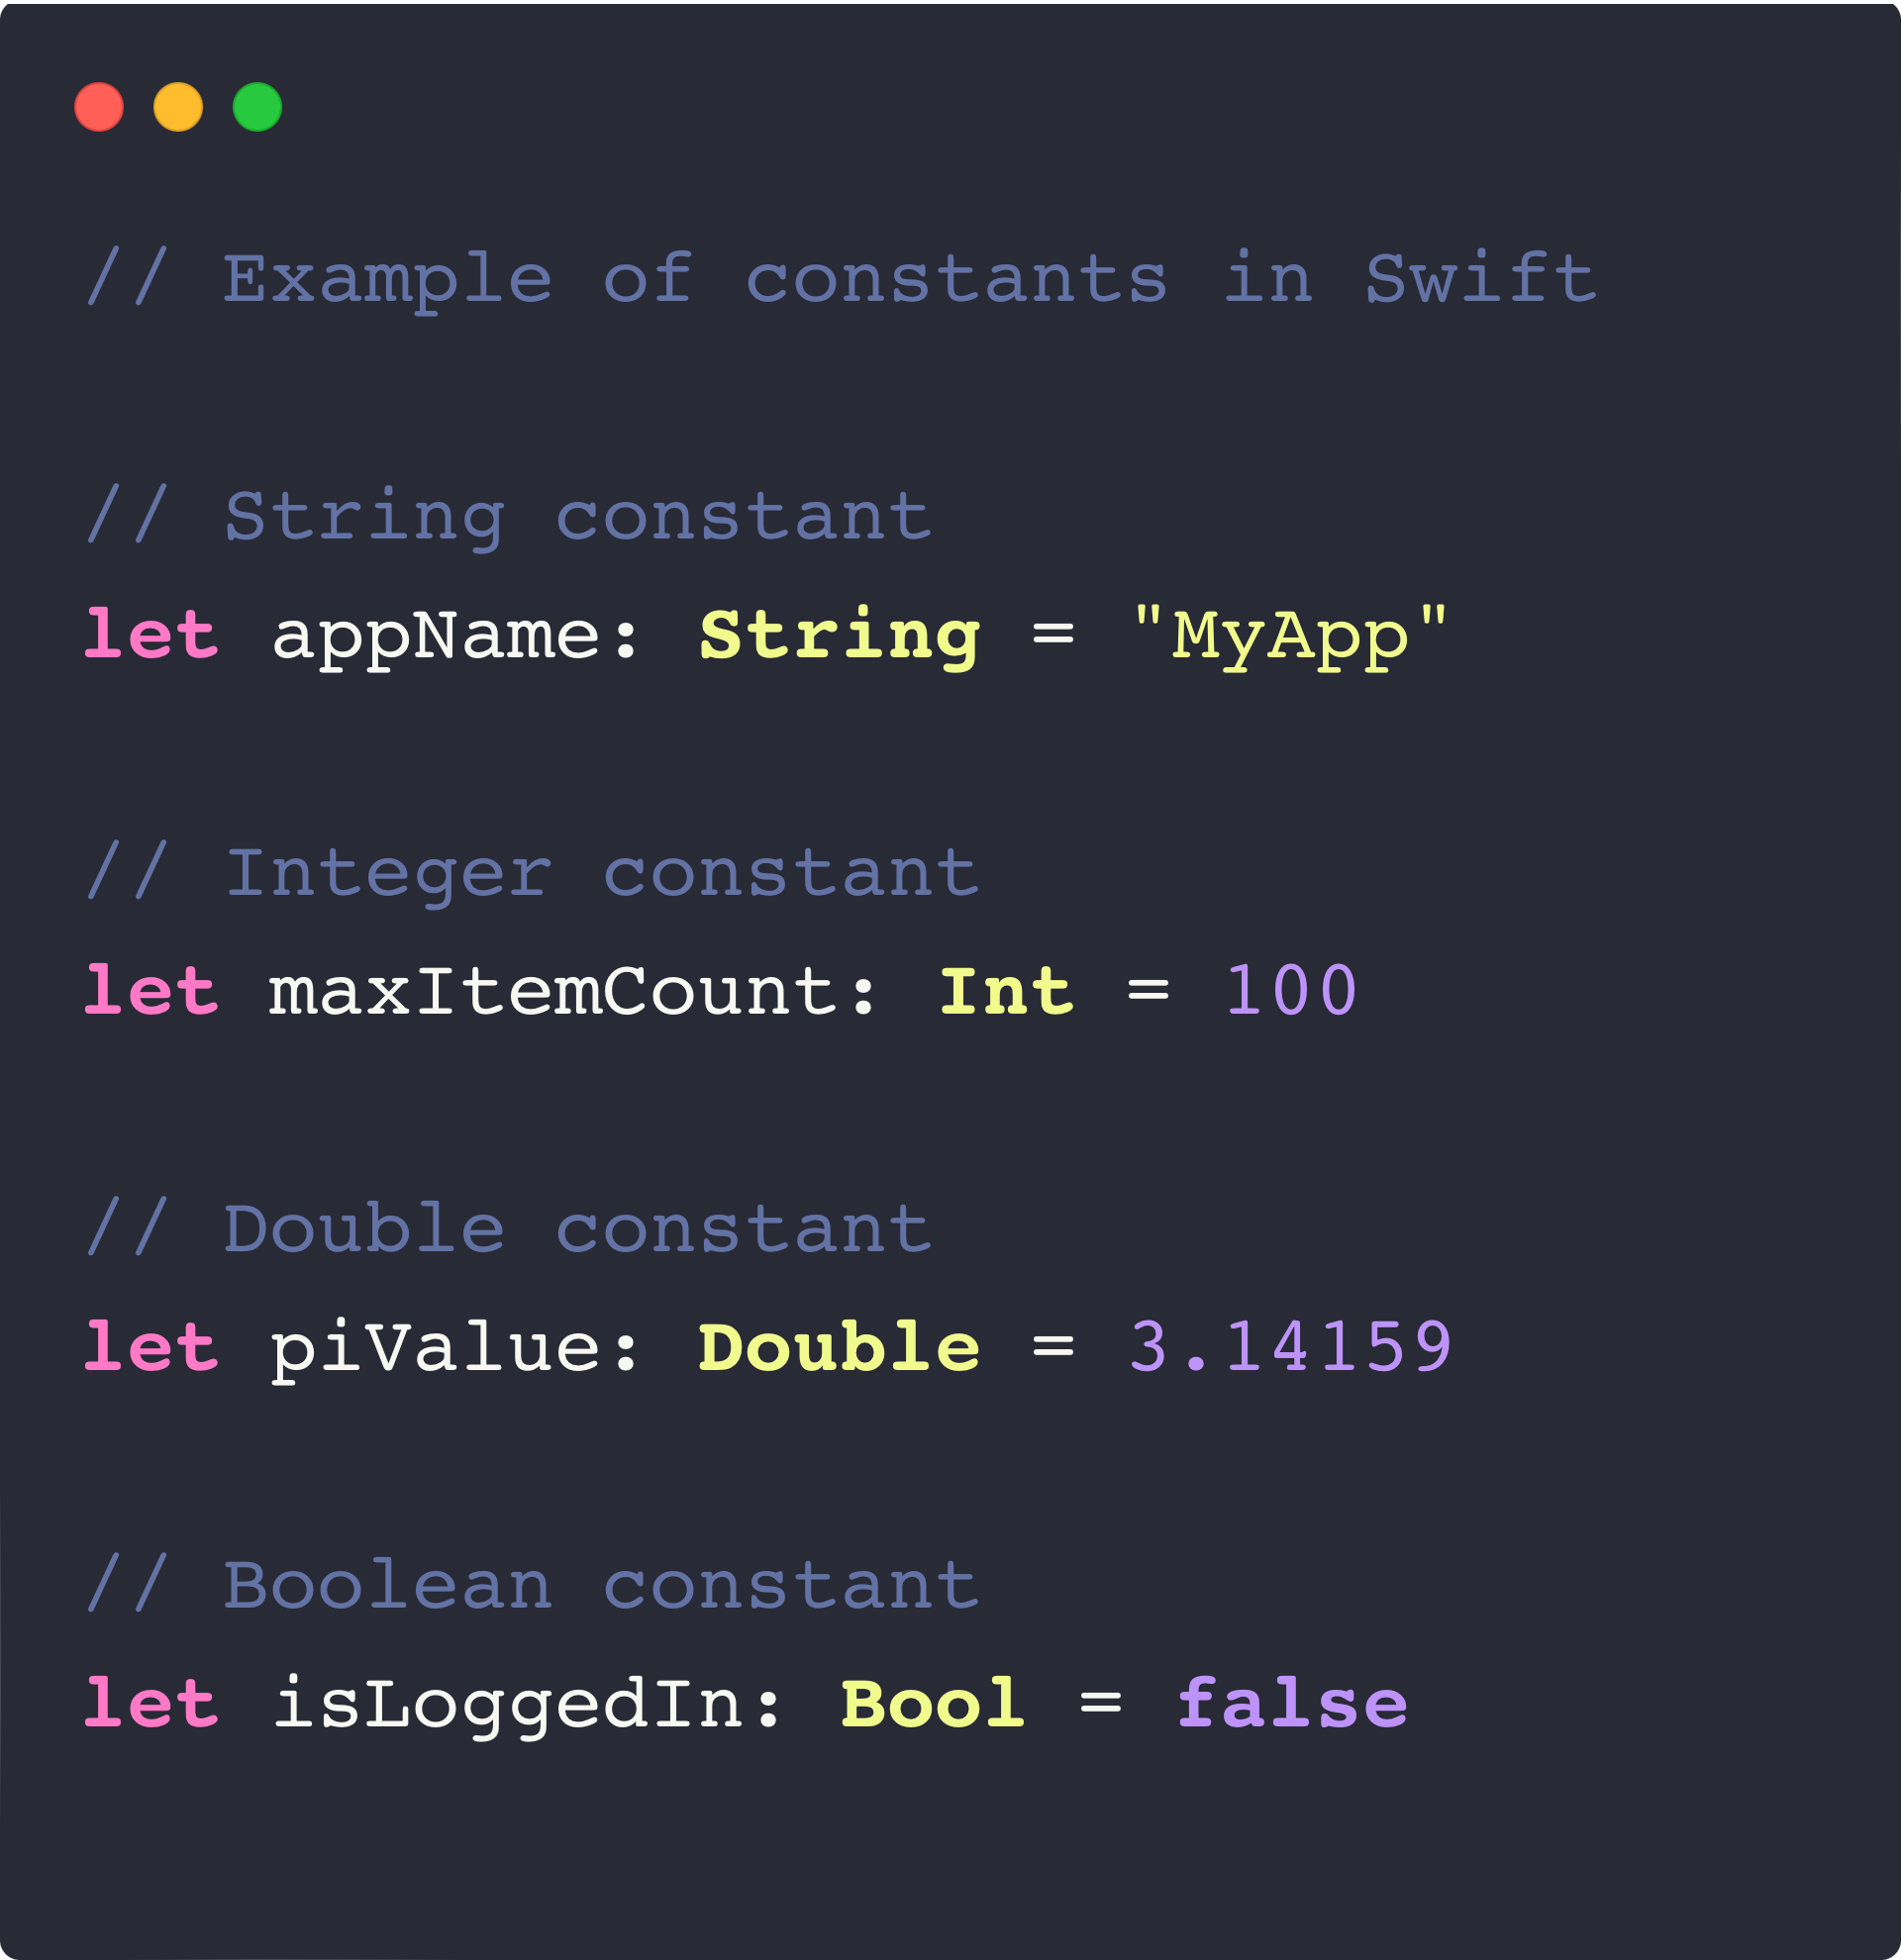 // Example of constants in Swift
// String constant
let appName: String = "MyApp"
// Integer constant
let maxItemCount: Int = 100
// Double constant
let piValue: Double = 3.14159
// Boolean constant
let isLoggedIn: Bool = false